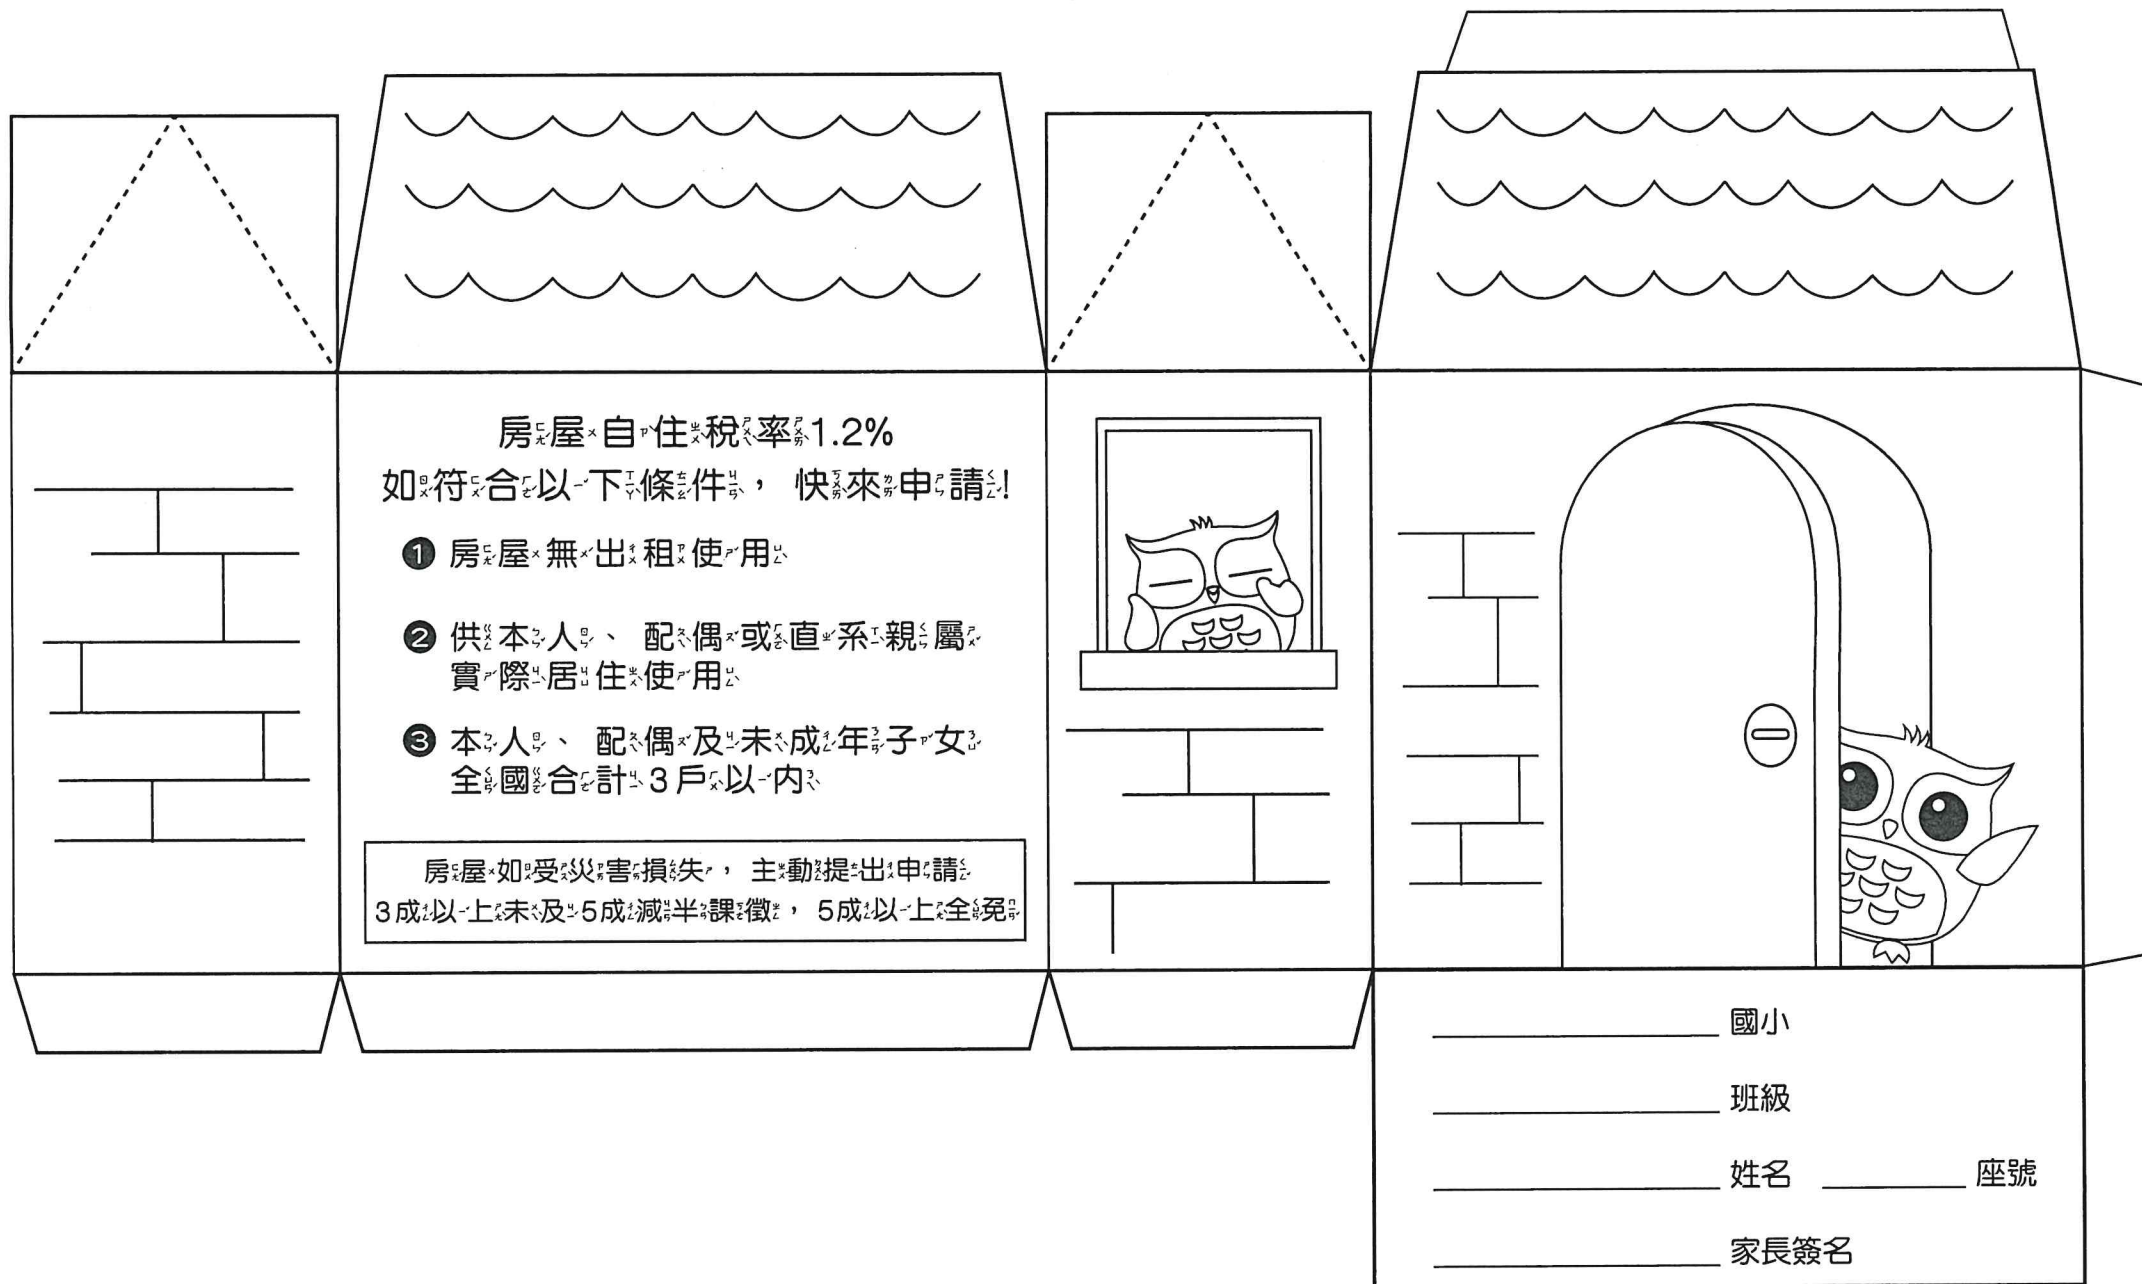 房屋自住稅率1.2%
如符合以下條件，快來申請!
❶ 房屋無出租使用
❷ 供本人、配偶或直系親屬
實際居住使用
❸ 本人、配偶及未成年子女
全國合計3戶以內
房屋如受災害損失，主動提出申請
3成以上未及5成減半課徵，5成以上全免
國小
班級
姓名 座號
家長簽名